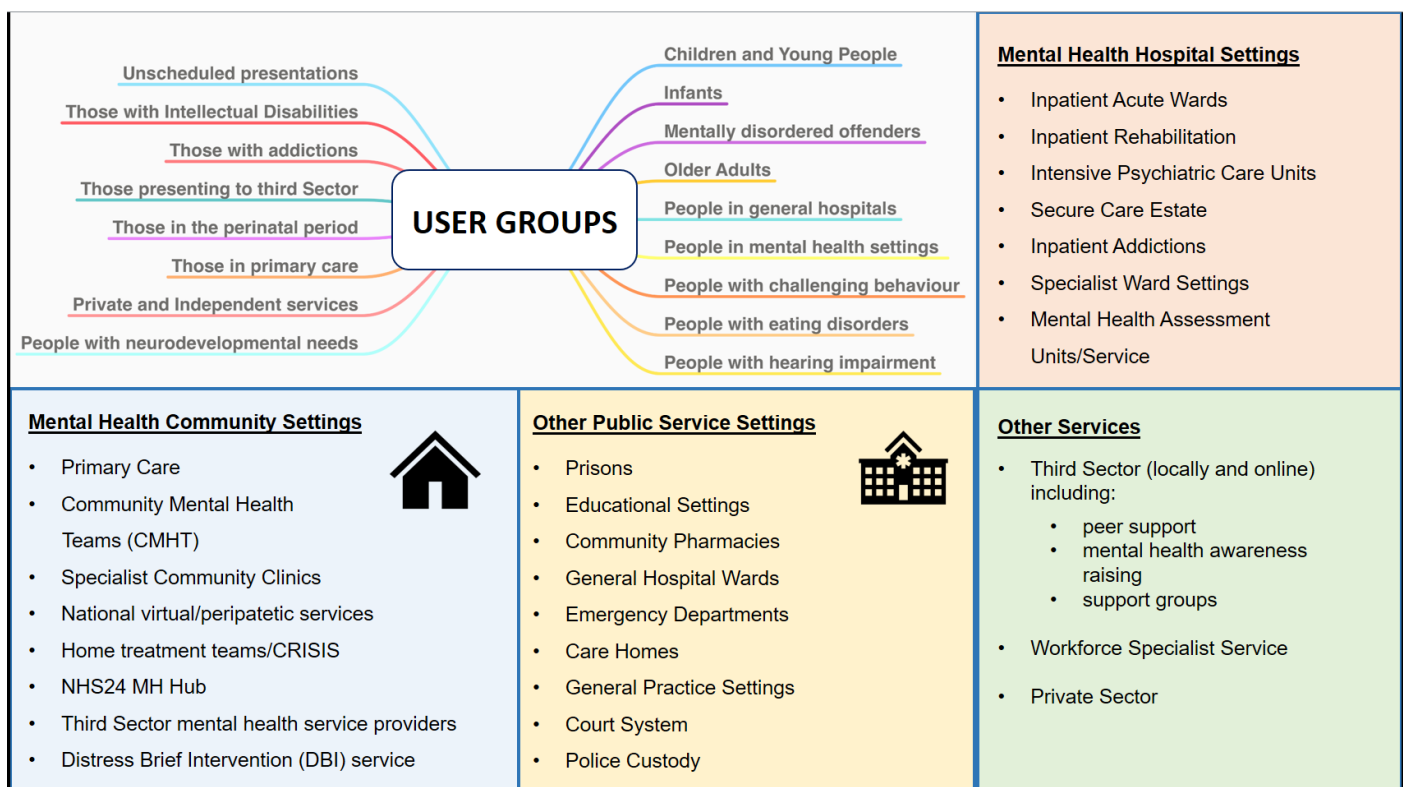 Unscheduled presentations
Those with Intellectual Disabilities
Those with addictions
Those presenting to third Sector
Those in the perinatal period
Those in primary care
Private and Independent services
People with neurodevelopmental needs
USER GROUPS
Children and Young People
Infants
Mentally disordered offenders
Older Adults
People in general hospitals
People in mental health settings
People with challenging behaviour
People with eating disorders
People with hearing impairment
Mental Health Hospital Settings
• Inpatient Acute Wards
• Inpatient Rehabilitation
• Intensive Psychiatric Care Units
• Secure Care Estate
• Inpatient Addictions
• Specialist Ward Settings
• Mental Health Assessment
Units/Service
Mental Health Community Settings
• Primary Care
• Community Mental Health
Teams (CMHT)
• Specialist Community Clinics
• National virtual/peripatetic services
• Home treatment teams/CRISIS
• NHS24 MH Hub
• Third Sector mental health service providers
• Distress Brief Intervention (DBI) service
Other Public Service Settings
• Prisons
• Educational Settings
• Community Pharmacies
• General Hospital Wards
• Emergency Departments
• Care Homes
• General Practice Settings
• Court System
• Police Custody
Other Services
• Third Sector (locally and online)
including:
• peer support
• mental health awareness
raising
• support groups
• Workforce Specialist Service
• Private Sector